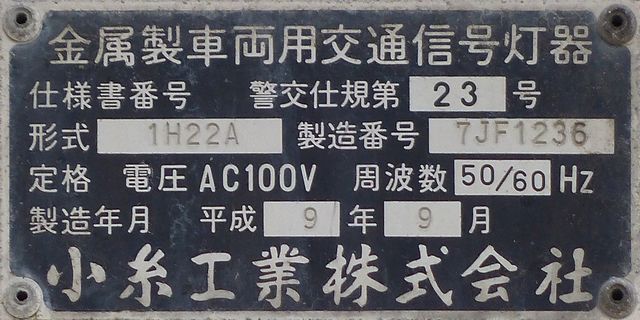 金属製車両用交通信号灯器
仕様書番号 警交仕規第 23 号
形式 1H22A 製造番号 7JF1236
定格 電圧 AC100V 周波数 50/60 Hz
製造年月 平成 9 年 9 月
小糸工業株式会社